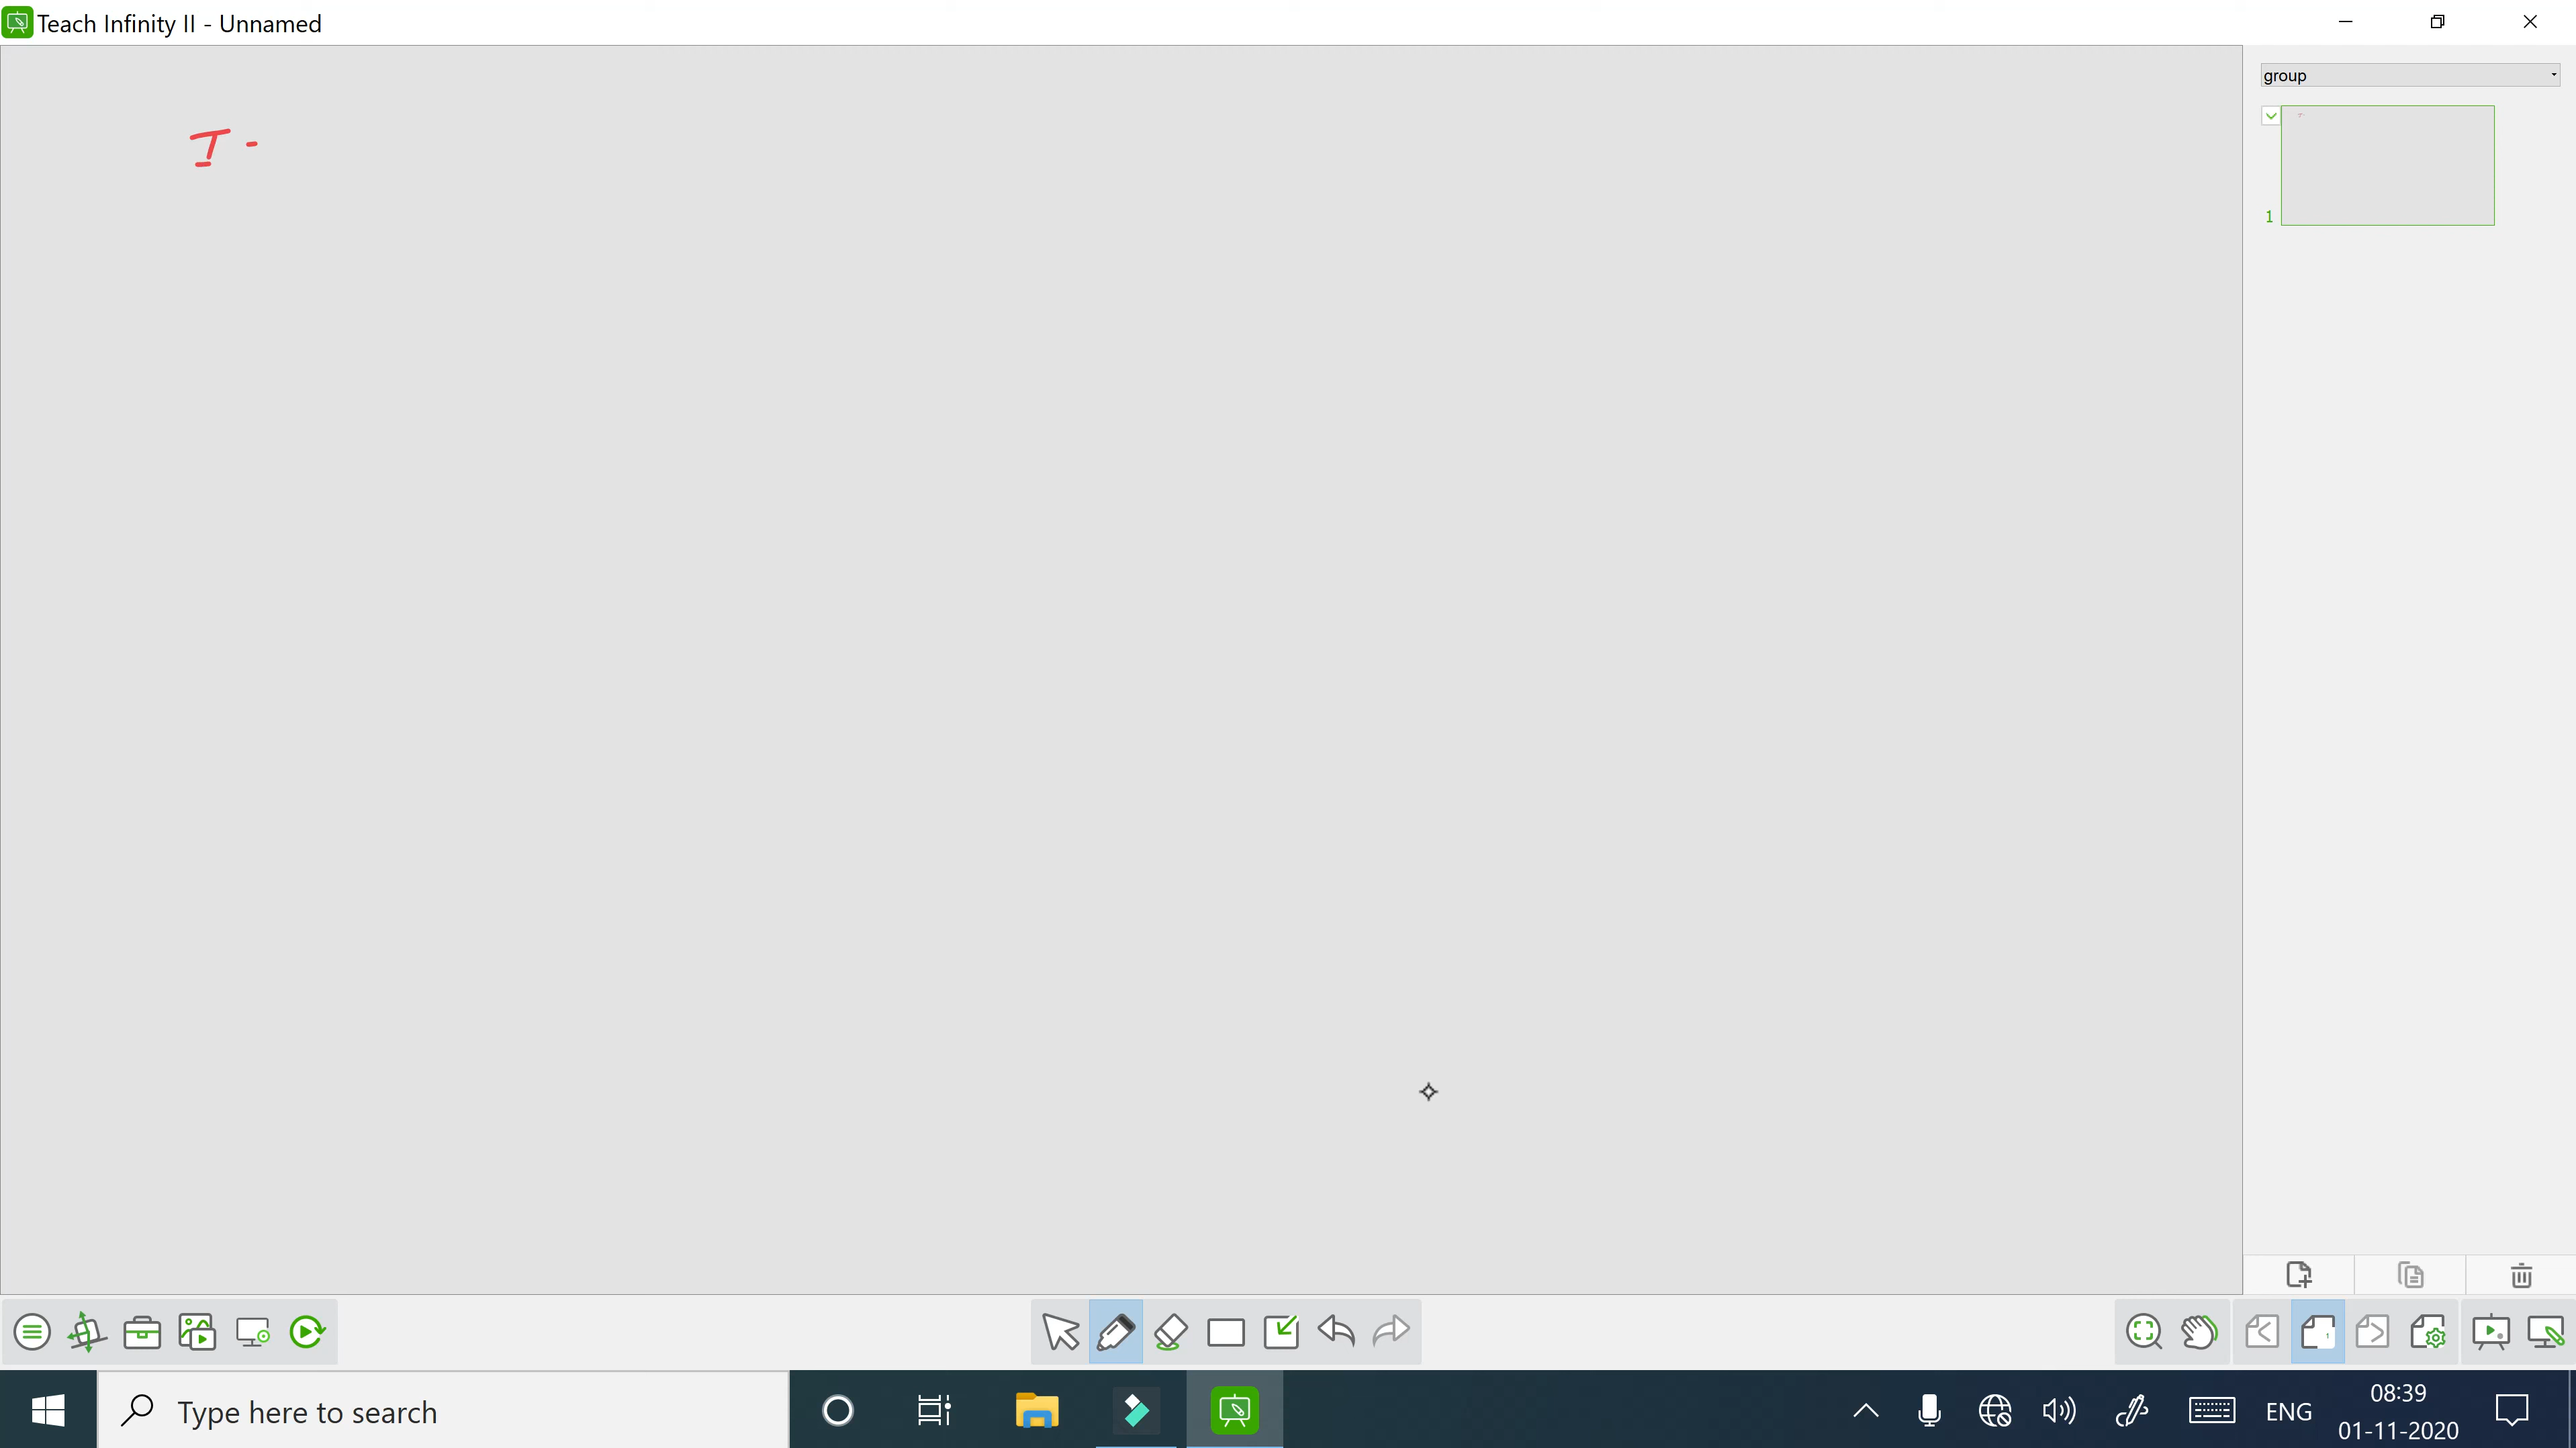 Teach Infinity II - Unnamed
group
I -
1
Type here to search
ENG
08:39
01-11-2020